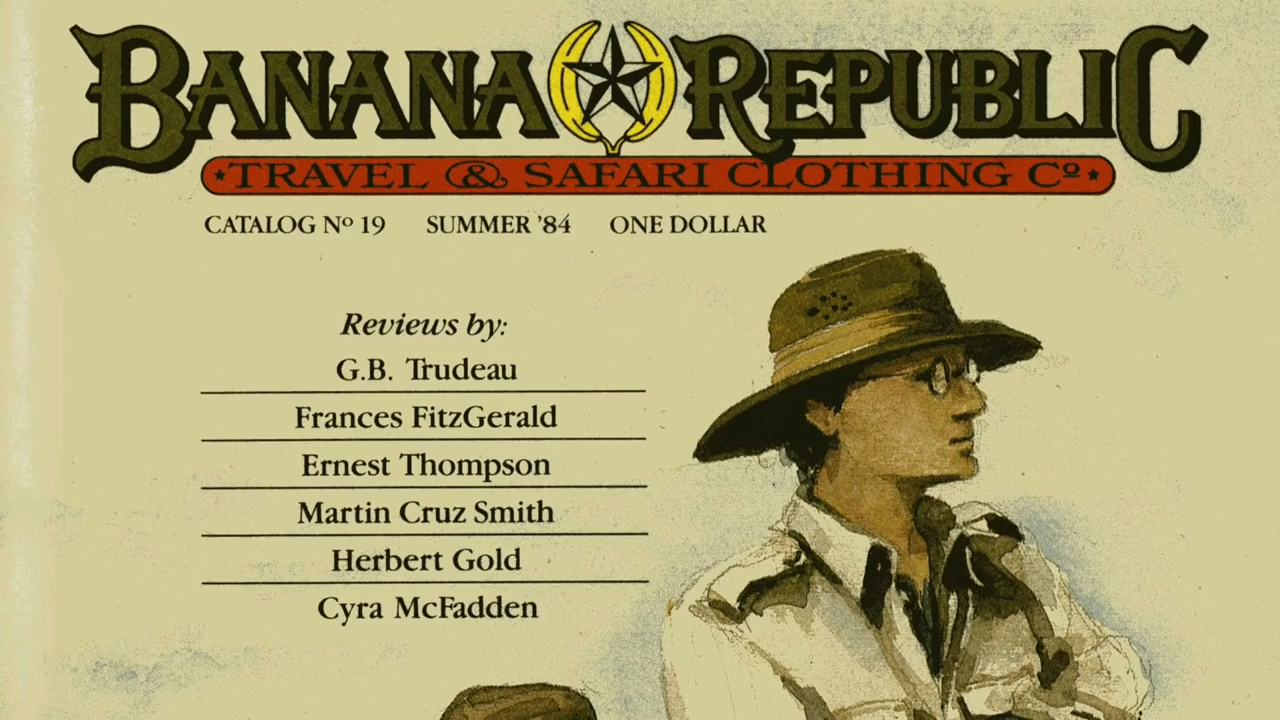 BANANA REPUBLIC
TRAVEL & SAFARI CLOTHING Cº
CATALOG Nº 19 SUMMER '84 ONE DOLLAR
Reviews by:
G.B. Trudeau
Frances FitzGerald
Ernest Thompson
Martin Cruz Smith
Herbert Gold
Cyra McFadden